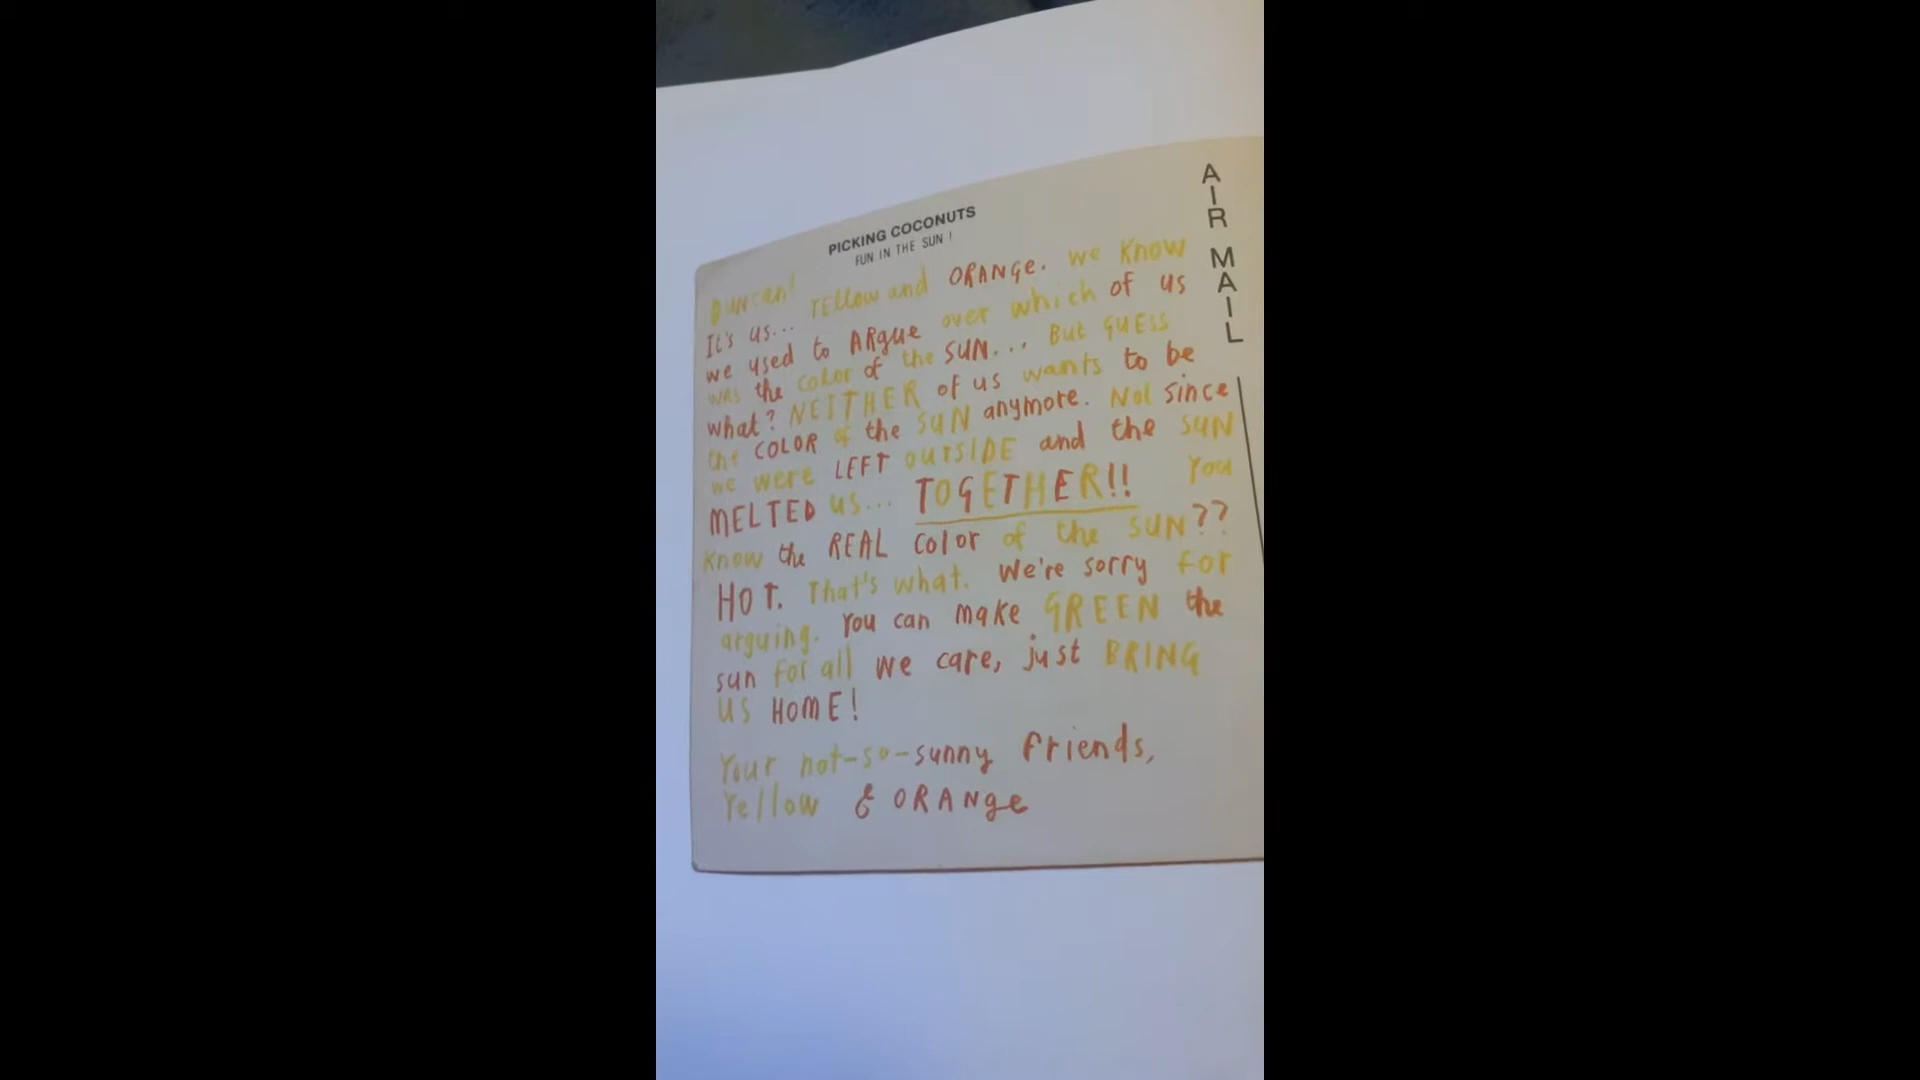 PICKING COCONUTS
FUN IN THE SUN!
DUNCAN!
It's us... YEllow and ORANGe. We Know
we used to ARgue over which of us
was the color of the SUN... But GUESS
what? NEITHER of us wants to be
the COLOR of the SUN anymore. Not since
we were LEFT OUTSIDE and the SUN
MELTED us... TOGETHER!! You
Know the REAL color of the SUN??
HOT. That's what. We're sorry for
arguing. You can make GREEN the
sun for all we care, just BRING
US HOME!
Your not-so-sunny friends,
Yellow & ORANge
AIR MAIL